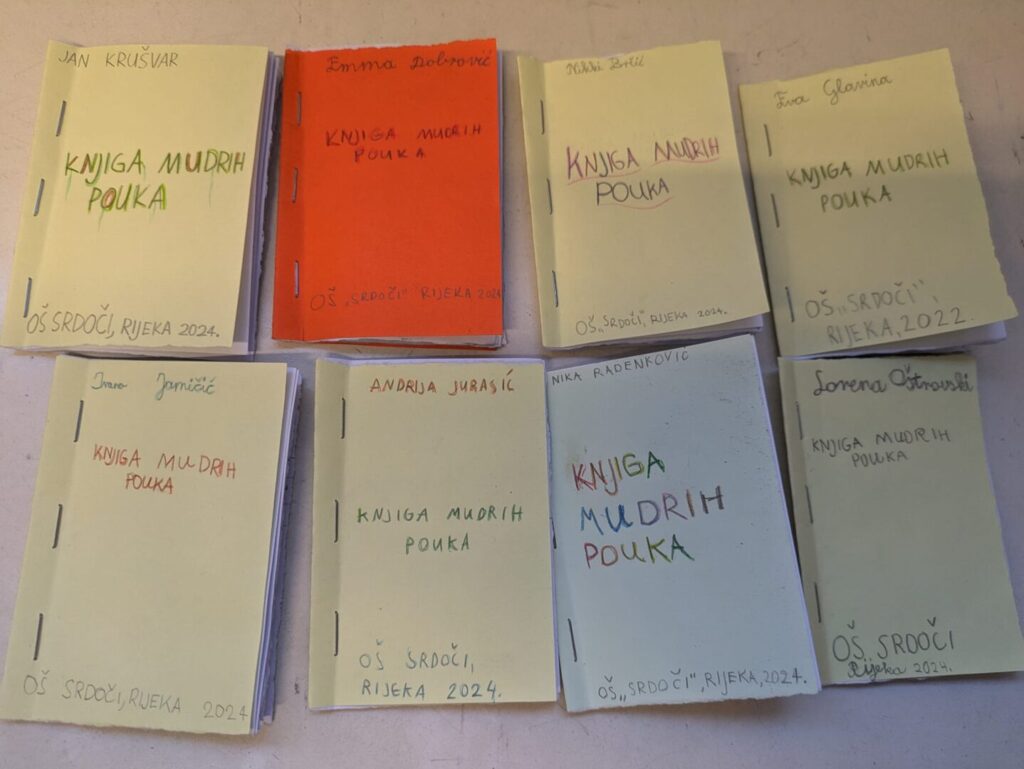 JAN KRUŠVAR
KNJIGA MUDRIH
POUKA
OŠ SRDOČI, RIJEKA 2024.
Emma Dobrović
KNJIGA MUDRIH
POUKA
OŠ „SRDOČI" RIJEKA 2024
KNJIGA MUDRIH
POUKA
OŠ „SRDOČI", RIJEKA 2024.
Eva Glavina
KNJIGA MUDRIH
POUKA
OŠ „SRDOČI",
RIJEKA, 2022.
KNJIGA MUDRIH
POUKA
OŠ SRDOČI, RIJEKA 2024
ANDRIJA JURASIĆ
KNJIGA MUDRIH
POUKA
OŠ SRDOČI,
RIJEKA 2024.
NIKA RADENKOVIĆ
KNJIGA
MUDRIH
POUKA
OŠ „SRDOČI", RIJEKA, 2024.
Lorena Oštrovski
KNJIGA MUDRIH
POUKA
OŠ, SRDOČI
Rijeka 2024.